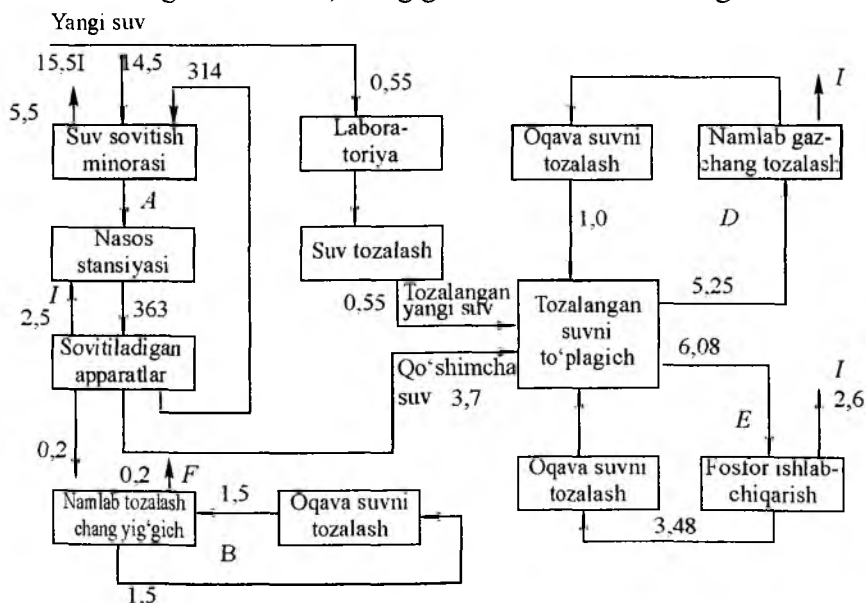 Yangi suv
15,5I
14,5
314
0,55
5,5
Suv sovitish
minorasi
Labora-
toriya
Oqava suvni
tozalash
Namlab gaz-
chang tozalash
I
A
1,0
D
Nasos
stansiyasi
Suv tozalash
I
2,5
363
0,55
Tozalangan
yangi suv
Tozalangan
suvni
to‘plagich
5,25
6,08
Sovitiladigan
apparatlar
Qo‘shimcha
suv 3,7
I
2,6
E
0,2
0,2
F
Oqava suvni
tozalash
Fostor ishlab-
chiqarish
Namlab tozalash
chang yig‘gich
1,5
Oqava suvni
tozalash
3,48
B
1,5